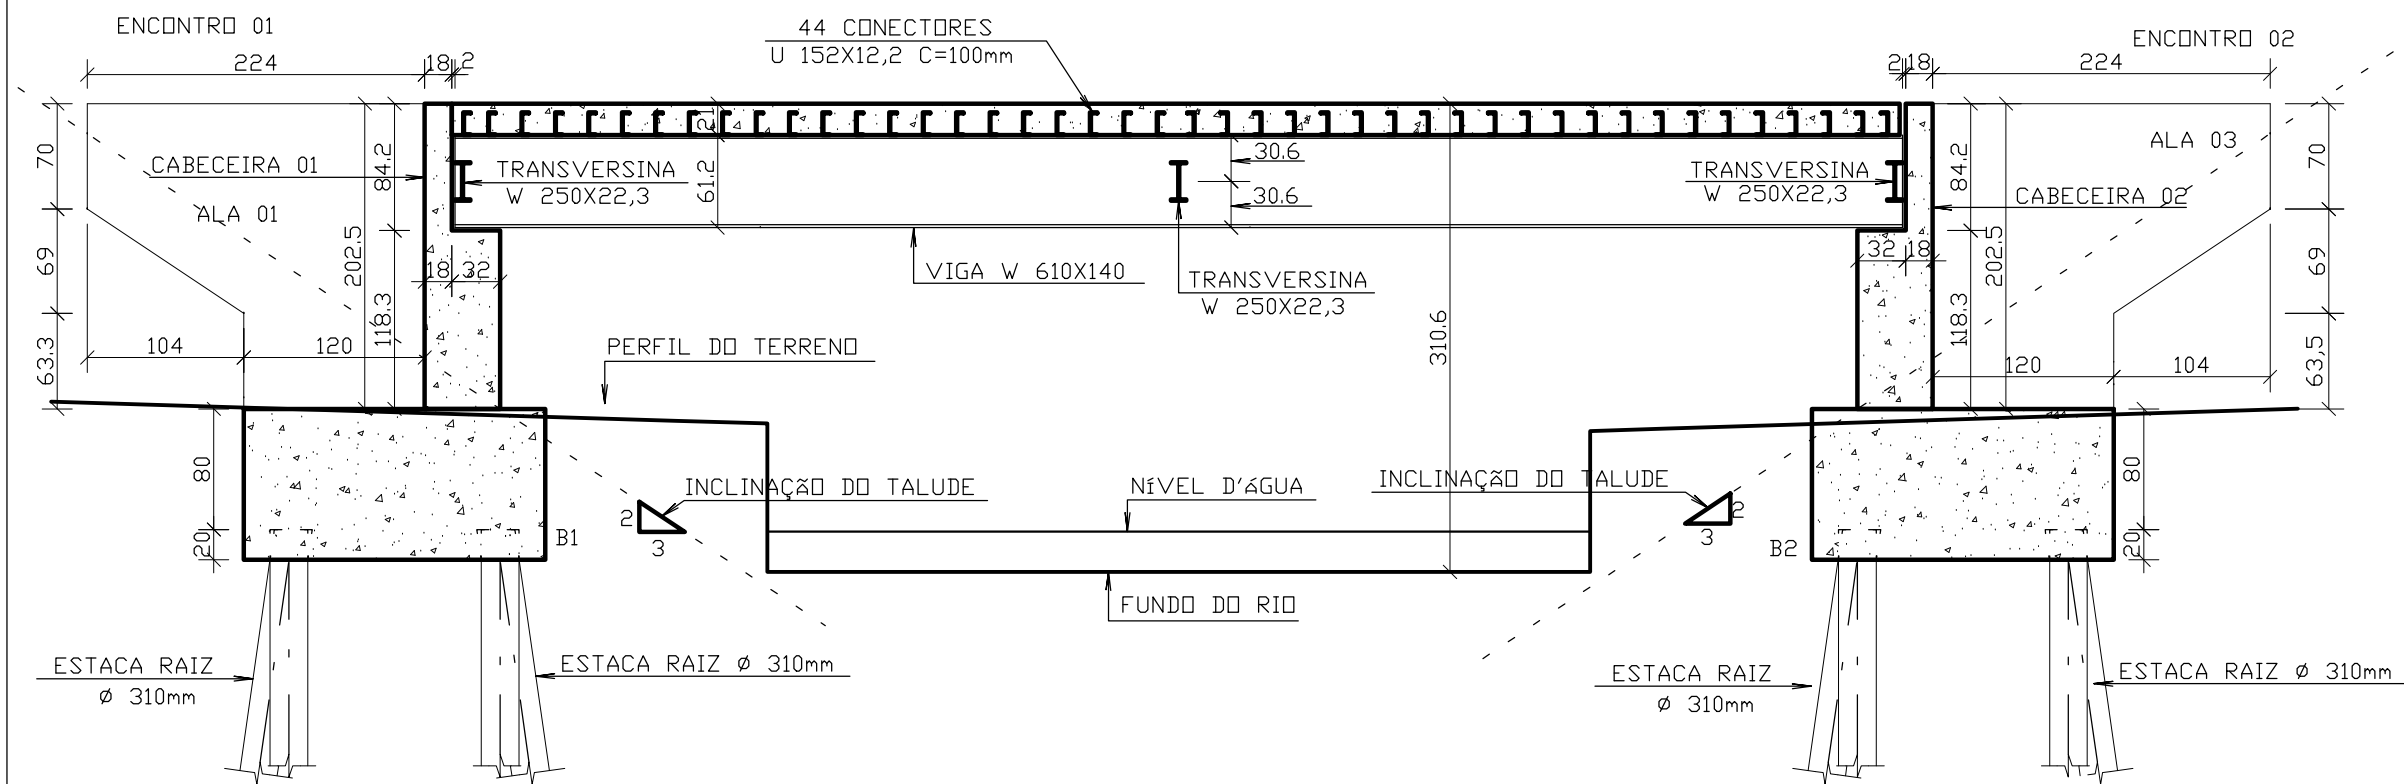 ENCONTRO 01
44 CONECTORES
U 152X12,2 C=100mm
ENCONTRO 02
224
18
2
2
18
224
70
69
63.3
202.5
84.2
118.3
CABECEIRA 01
ALA 01
TRANSVERSINA
W 250X22,3
21
61.2
30.6
30.6
TRANSVERSINA
W 250X22,3
ALA 03
CABECEIRA 02
84.2
118.3
202.5
70
69
63,5
18
32
VIGA W 610X140
TRANSVERSINA
W 250X22,3
32
18
310.6
104
120
PERFIL DO TERRENO
120
104
80
20
B1
INCLINAÇÃO DO TALUDE
2
3
NÍVEL D'ÁGUA
INCLINAÇÃO DO TALUDE
2
3
B2
80
20
FUNDO DO RIO
ESTACA RAIZ
Ø 310mm
ESTACA RAIZ Ø 310mm
ESTACA RAIZ
Ø 310mm
ESTACA RAIZ Ø 310mm